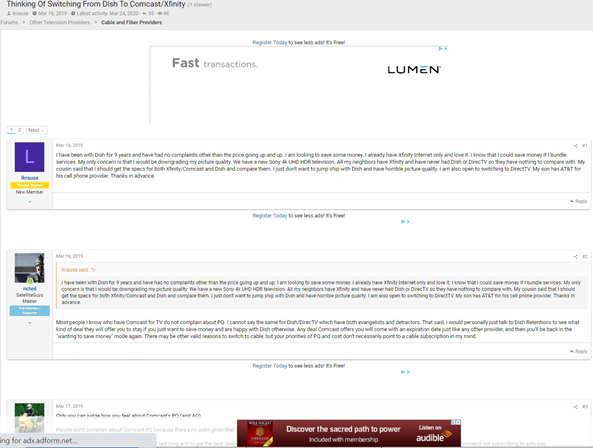 Thinking Of Switching From Dish To Comcast/Xfinity (1 Viewer)
lkrause · Mar 16, 2019 · Latest activity: Mar 24, 2020 · 33 · 6K
Forums > Other Television Providers > Cable and Fiber Providers
Register Today to see less ads! It's Free!
Fast transactions.
LUMEN
1 2 Next
L
Mar 16, 2019
#1
I have been with Dish for 9 years and have had no complaints other than the price going up and up. I am looking to save some money. I already have Xfinity Internet only and love it. I know that I could save money if I bundle
services. My only concern is that I would be downgrading my picture quality. We have a new Sony 4k UHD HDR television. All my neighbors have Xfinity and have never had Dish or DirecTV so they have nothing to compare with. My
cousin said that I should get the specs for both Xfinity/Comcast and Dish and compare them. I just don't want to jump ship with Dish and have horrible picture quality. I am also open to switching to DirectTV. My son has AT&T for
his cell phone provider. Thanks in advance.
lkrause
New Member
Reply
Register Today to see less ads! It's Free!
Mar 16, 2019
#2
lkrause said:
I have been with Dish for 9 years and have had no complaints other than the price going up and up. I am looking to save some money. I already have Xfinity Internet only and love it. I know that I could save money if I bundle services. My
only concern is that I would be downgrading my picture quality. We have a new Sony 4k UHD HDR television. All my neighbors have Xfinity and have never had Dish or DirecTV so they have nothing to compare with. My cousin said that I should
get the specs for both Xfinity/Comcast and Dish and compare them. I just don't want to jump ship with Dish and have horrible picture quality. I am also open to switching to DirectTV. My son has AT&T for his cell phone provider. Thanks in
advance.
ncted
SatelliteGuys
Master
Supporter
Most people I know who have Comcast for TV do not complain about PQ. I cannot say the same for Dish/DirecTV which both have evangelists and detractors. That said, I would personally just talk to Dish Retentions to see what
kind of deal they will offer you to stay if you just want to save money and are happy with Dish otherwise. Any deal Comcast offers you will come with an expiration date just like any other provider, and then you'll be back in the
"wanting to save money" mode again. There may be other valid reasons to switch to cable, but your priorities of PQ and cost don't necessarily point to a cable subscription in my mind.
Reply
Register Today to see less ads! It's Free!
Mar 17, 2019
#3
Only you can judge how you feel about Comcast's PQ (and AQ).
People don't complain about Comcast PQ because there's no point given that
ing for adx.adform.net...
Discover the sacred path to power
Included with membership
Listen on
audible